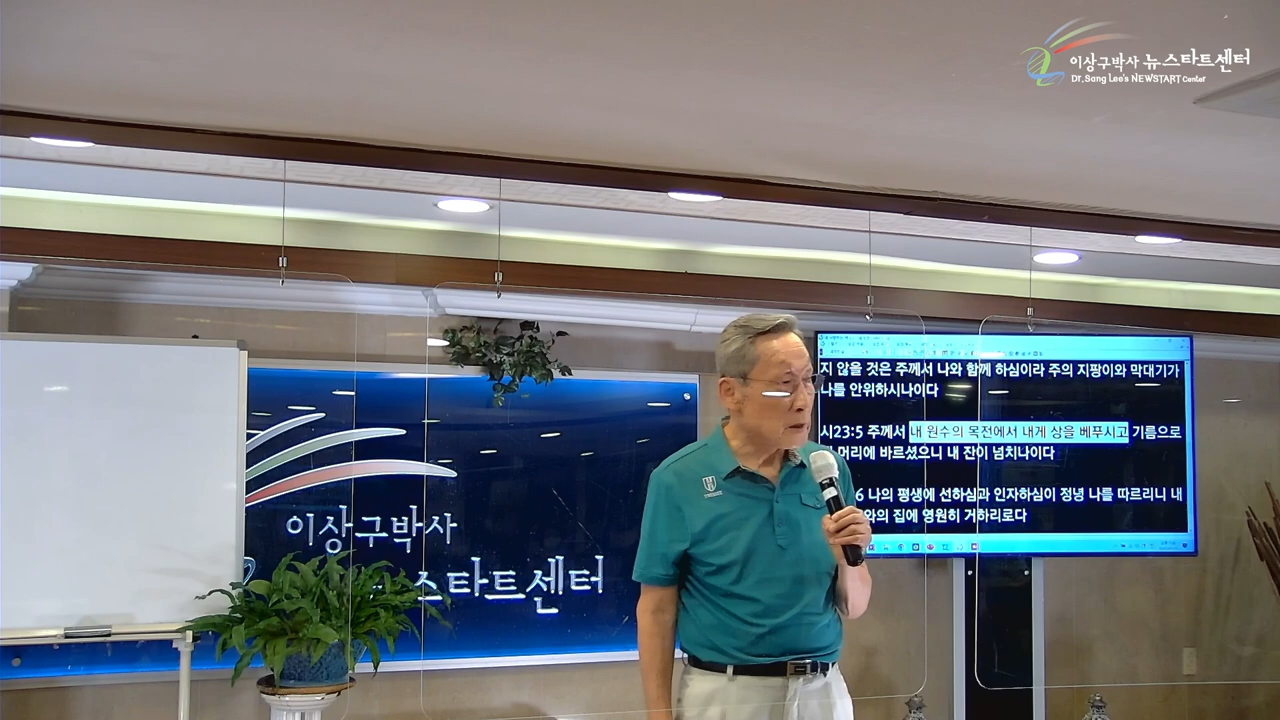 이상구박사 뉴스타트센터
Dr. Sang Lee's NEWSTART Center
지 않을 것은 주께서 나와 함께 하심이라 주의 지팡이와 막대기가
나를 안위하시나이다
시23:5 주께서 내 원수의 목전에서 내게 상을 베푸시고 기름으로
머리에 바르셨으니 내 잔이 넘치나이다
6 나의 평생에 선하심과 인자하심이 정녕 나를 따르리니 내
와의 집에 영원히 거하리로다
이상구박사
스타트센터